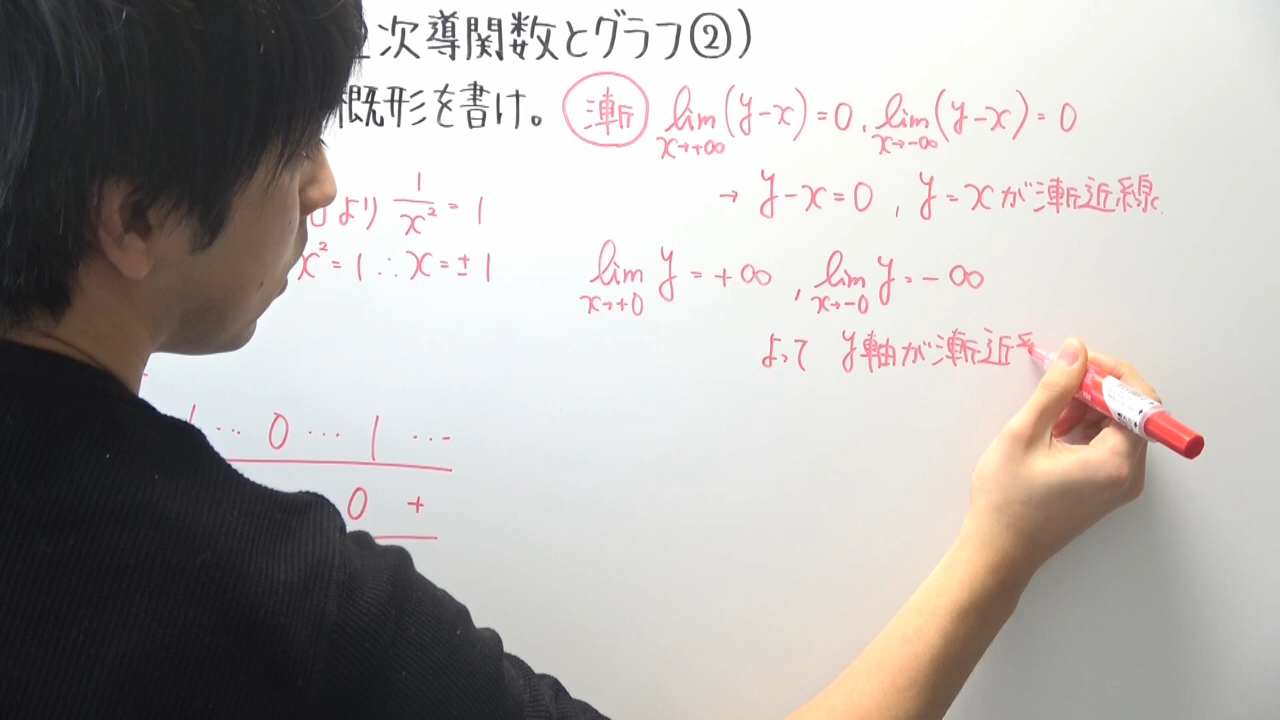 次導関数とグラフ②)
概形を書け。
漸 lim x→+∞ (y-x)=0, lim x→-∞ (y-x)=0
→ y-x=0, y=xが漸近線
より 1/x²=1
x²=1 ∴x=±1
lim x→+0 y=+∞, lim x→-0 y=-∞
よって y軸が漸近
1 … 0 … 1 …
0 +